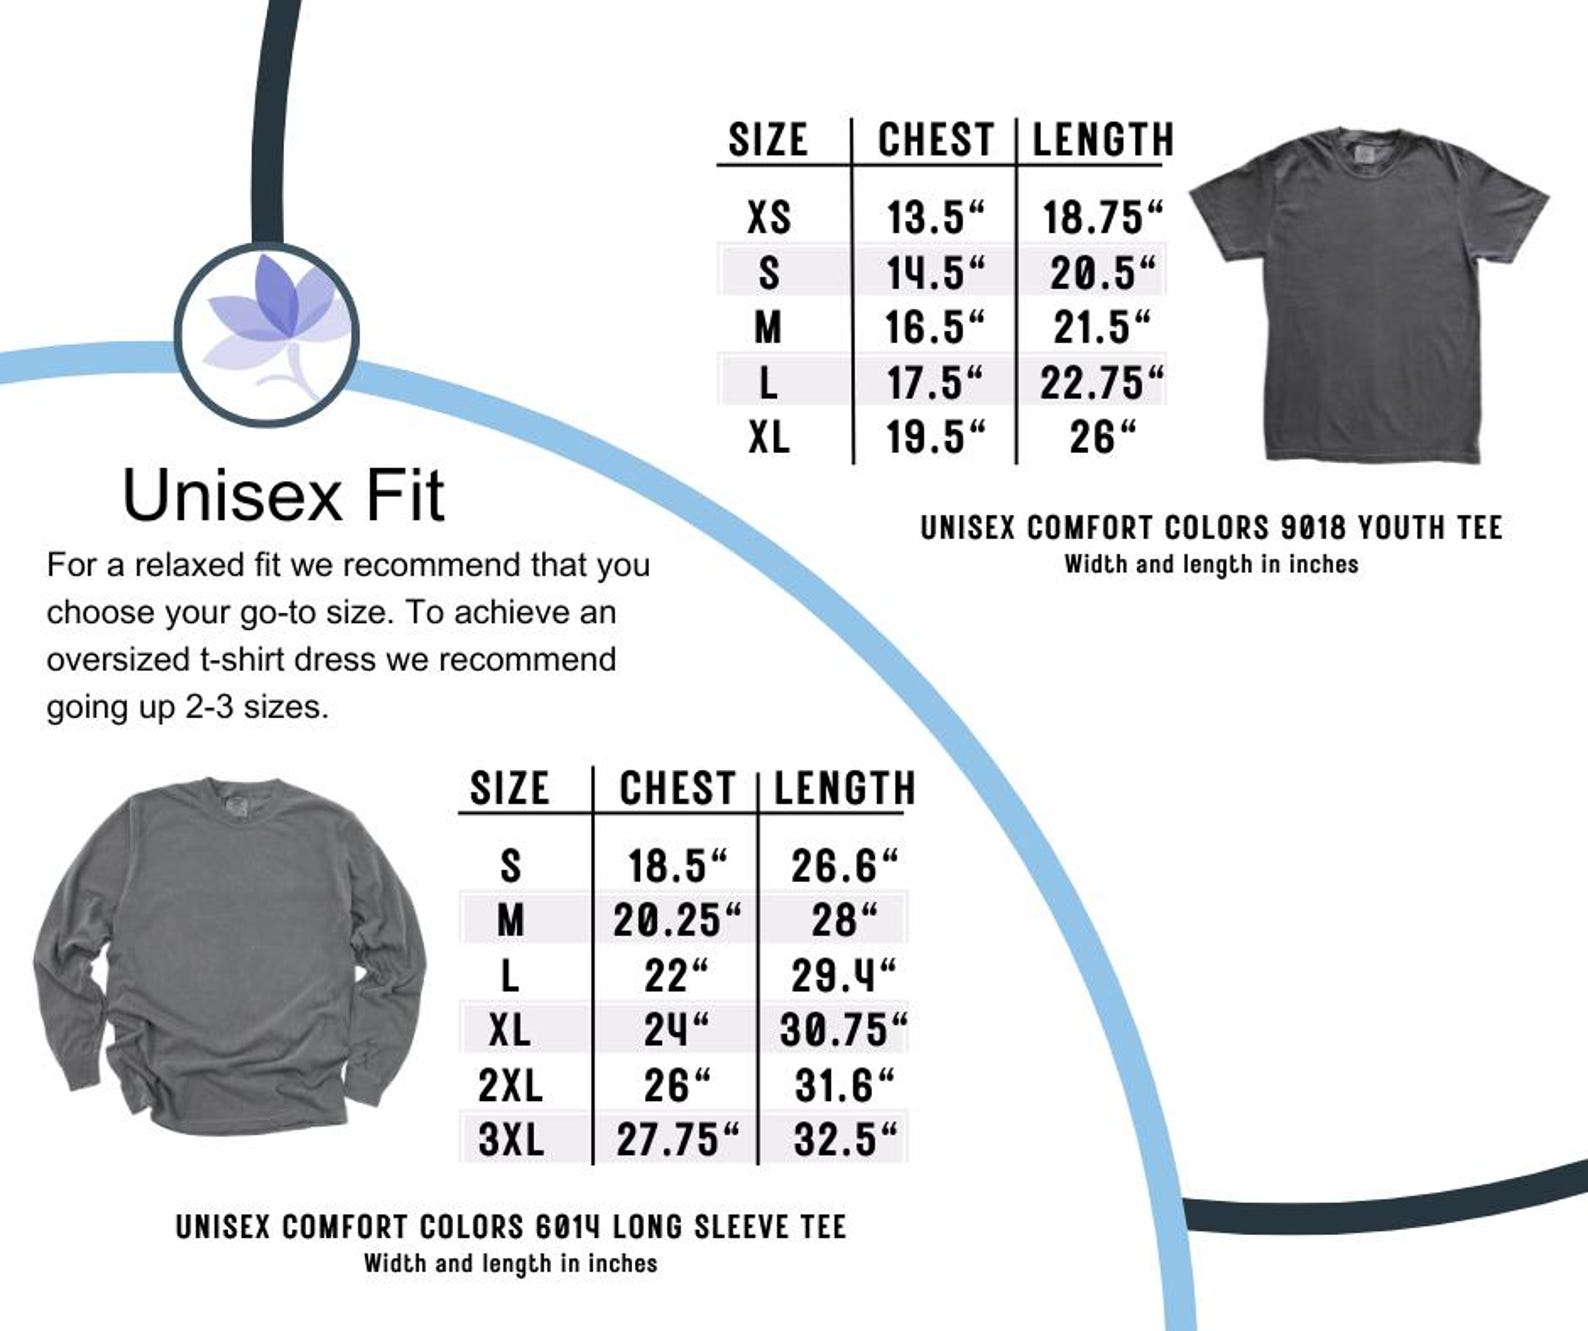 SIZE CHEST LENGTH
XS 13.5“ 18.75“
S 14.5“ 20.5“
M 16.5“ 21.5“
L 17.5“ 22.75“
XL 19.5“ 26“
UNISEX COMFORT COLORS 9018 YOUTH TEE
Width and length in inches
Unisex Fit
For a relaxed fit we recommend that you
choose your go-to size. To achieve an
oversized t-shirt dress we recommend
going up 2-3 sizes.
SIZE CHEST LENGTH
S 18.5“ 26.6“
M 20.25“ 28“
L 22“ 29.4“
XL 24“ 30.75“
2XL 26“ 31.6“
3XL 27.75“ 32.5“
UNISEX COMFORT COLORS 6014 LONG SLEEVE TEE
Width and length in inches